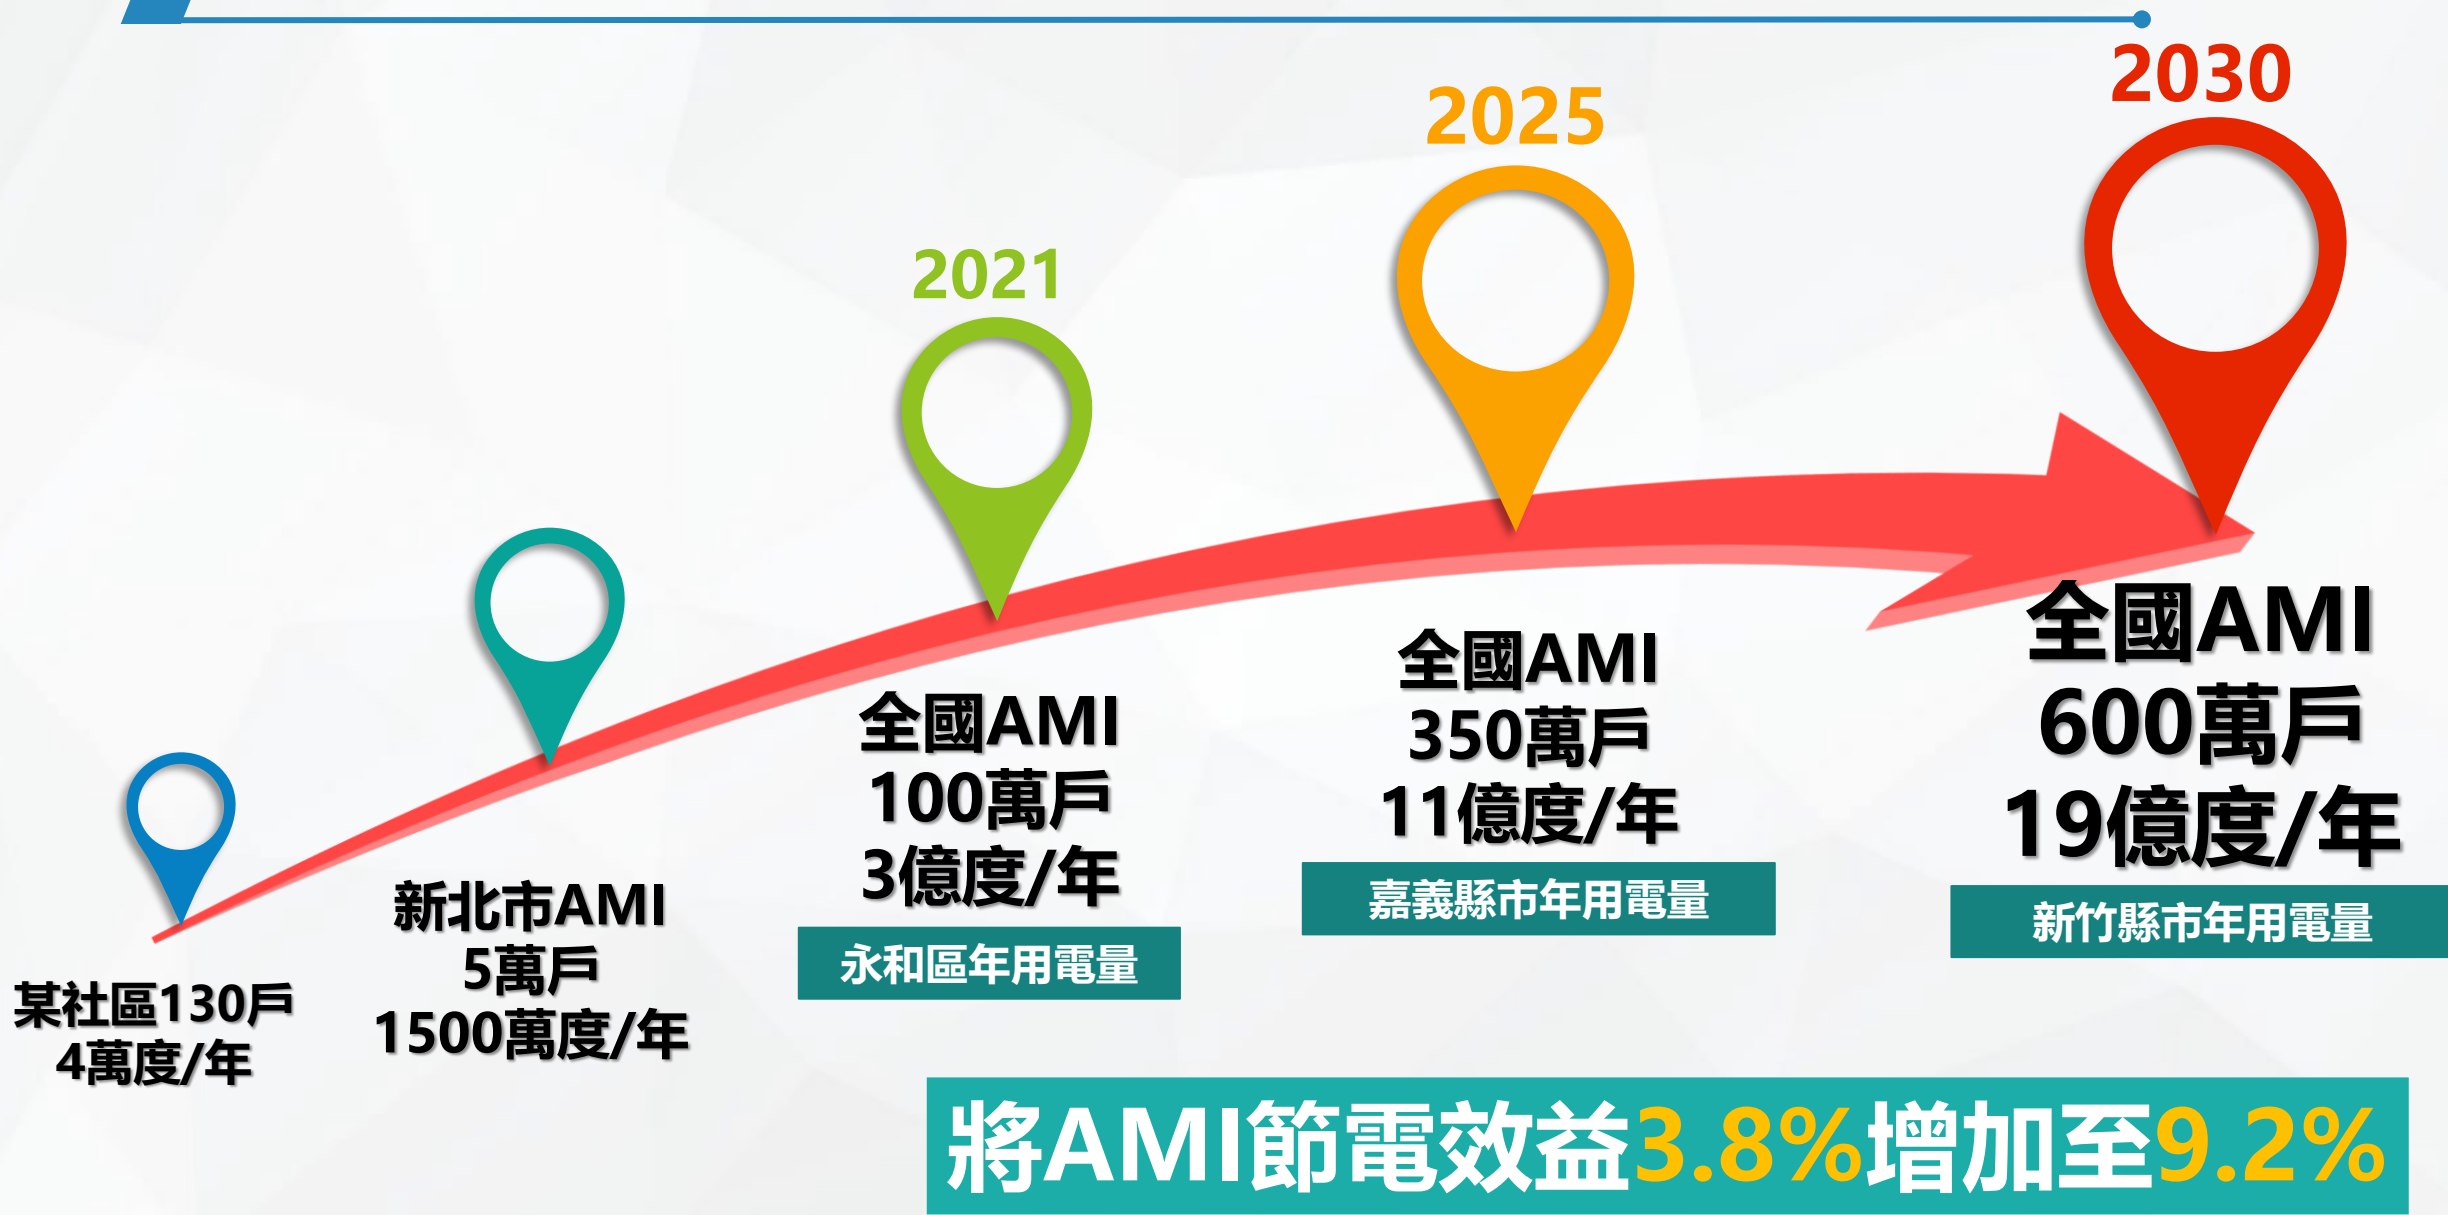 某社區130戶
4萬度/年
新北市AMI
5萬戶
1500萬度/年
2021
全國AMI
100萬戶
3億度/年
永和區年用電量
2025
全國AMI
350萬戶
11億度/年
嘉義縣市年用電量
2030
全國AMI
600萬戶
19億度/年
新竹縣市年用電量
將AMI節電效益3.8%增加至9.2%